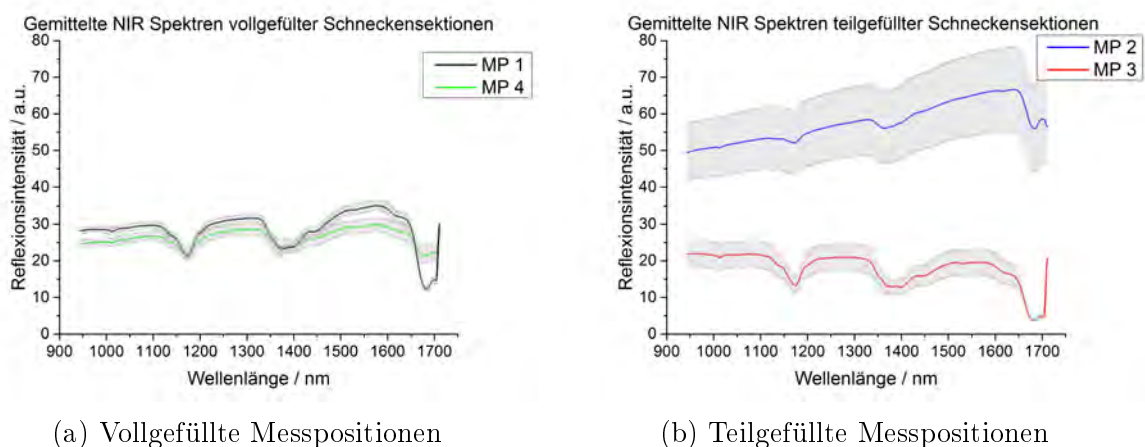 Gemittelte NIR Spektren vollgefüllter Schneckensektionen
80
70
60
50
40
30
20
10
0
Reflexionsintensität / a.u.
MP 1
MP 4
900 1000 1100 1200 1300 1400 1500 1600 1700
Wellenlänge / nm
(a) Vollgefüllte Messpositionen
Gemittelte NIR Spektren teilgefüllter Schneckensektionen
80
70
60
50
40
30
20
10
0
Reflexionsintensität / a.u.
MP 2
MP 3
900 1000 1100 1200 1300 1400 1500 1600 1700
Wellenlänge / nm
(b) Teilgefüllte Messpositionen